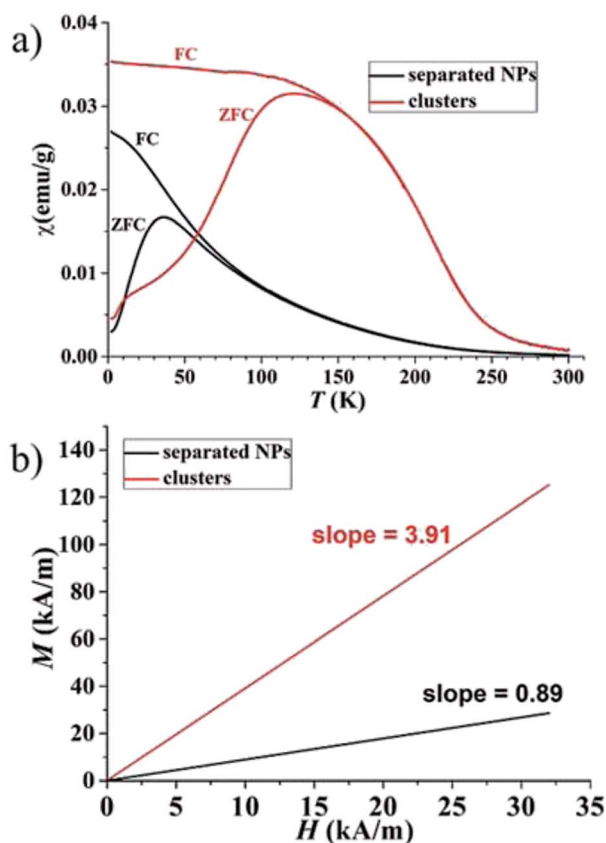 a)
0.04
0.03
0.02
0.01
0.00
χ(emu/g)
FC
ZFC
FC
ZFC
separated NPs
clusters
0 50 100 150 200 250 300
T (K)
b)
140
120
100
80
60
40
20
0
M (kA/m)
separated NPs
clusters
slope = 3.91
slope = 0.89
0 5 10 15 20 25 30 35
H (kA/m)